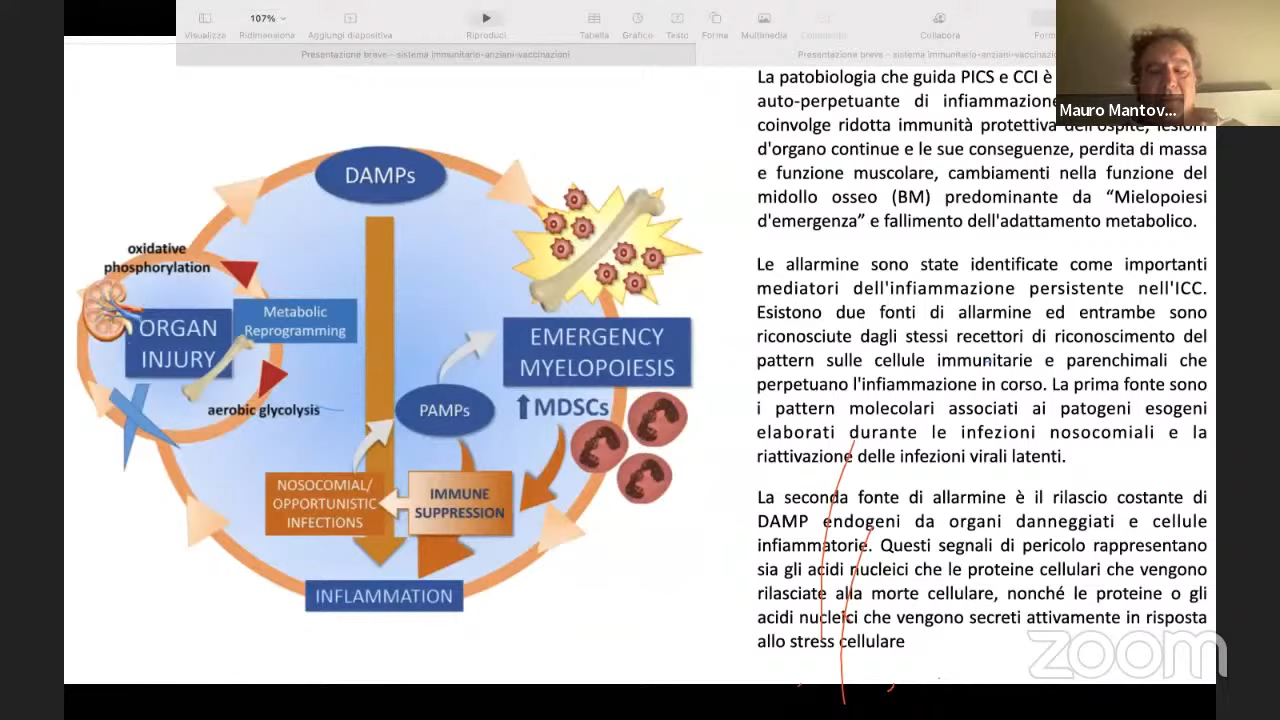 107%
Visualizza
Ridimensiona
Aggiungi diapositiva
Riproduci
Tabella
Grafico
Testo
Forma
Multimedia
Commento
Collabora
Presentazione breve - sistema immunitario-anziani-vaccinazioni
Presentazione breve - sistema immunitario-anziani-vaccinazio
Mauro Mantov...
DAMPs
oxidative
phosphorylation
ORGAN
INJURY
Metabolic
Reprogramming
aerobic glycolysis
EMERGENCY
MYELOPOIESIS
MDSCs
PAMPs
NOSOCOMIAL/
OPPORTUNISTIC
INFECTIONS
IMMUNE
SUPPRESSION
INFLAMMATION
La patobiologia che guida PICS e CCI è
auto-perpetuante di infiammazione
coinvolge ridotta immunità protettiva dell'ospite, lesioni
d'organo continue e le sue conseguenze, perdita di massa
e funzione muscolare, cambiamenti nella funzione del
midollo osseo (BM) predominante da “Mielopoiesi
d'emergenza” e fallimento dell'adattamento metabolico.
Le allarmine sono state identificate come importanti
mediatori dell'infiammazione persistente nell'ICC.
Esistono due fonti di allarmine ed entrambe sono
riconosciute dagli stessi recettori di riconoscimento del
pattern sulle cellule immunitarie e parenchimali che
perpetuano l'infiammazione in corso. La prima fonte sono
i pattern molecolari associati ai patogeni esogeni
elaborati durante le infezioni nosocomiali e la
riattivazione delle infezioni virali latenti.
La seconda fonte di allarmine è il rilascio costante di
DAMP endogeni da organi danneggiati e cellule
infiammatorie. Questi segnali di pericolo rappresentano
sia gli acidi nucleici che le proteine cellulari che vengono
rilasciate alla morte cellulare, nonché le proteine o gli
acidi nucleici che vengono secreti attivamente in risposta
allo stress cellulare
zoom